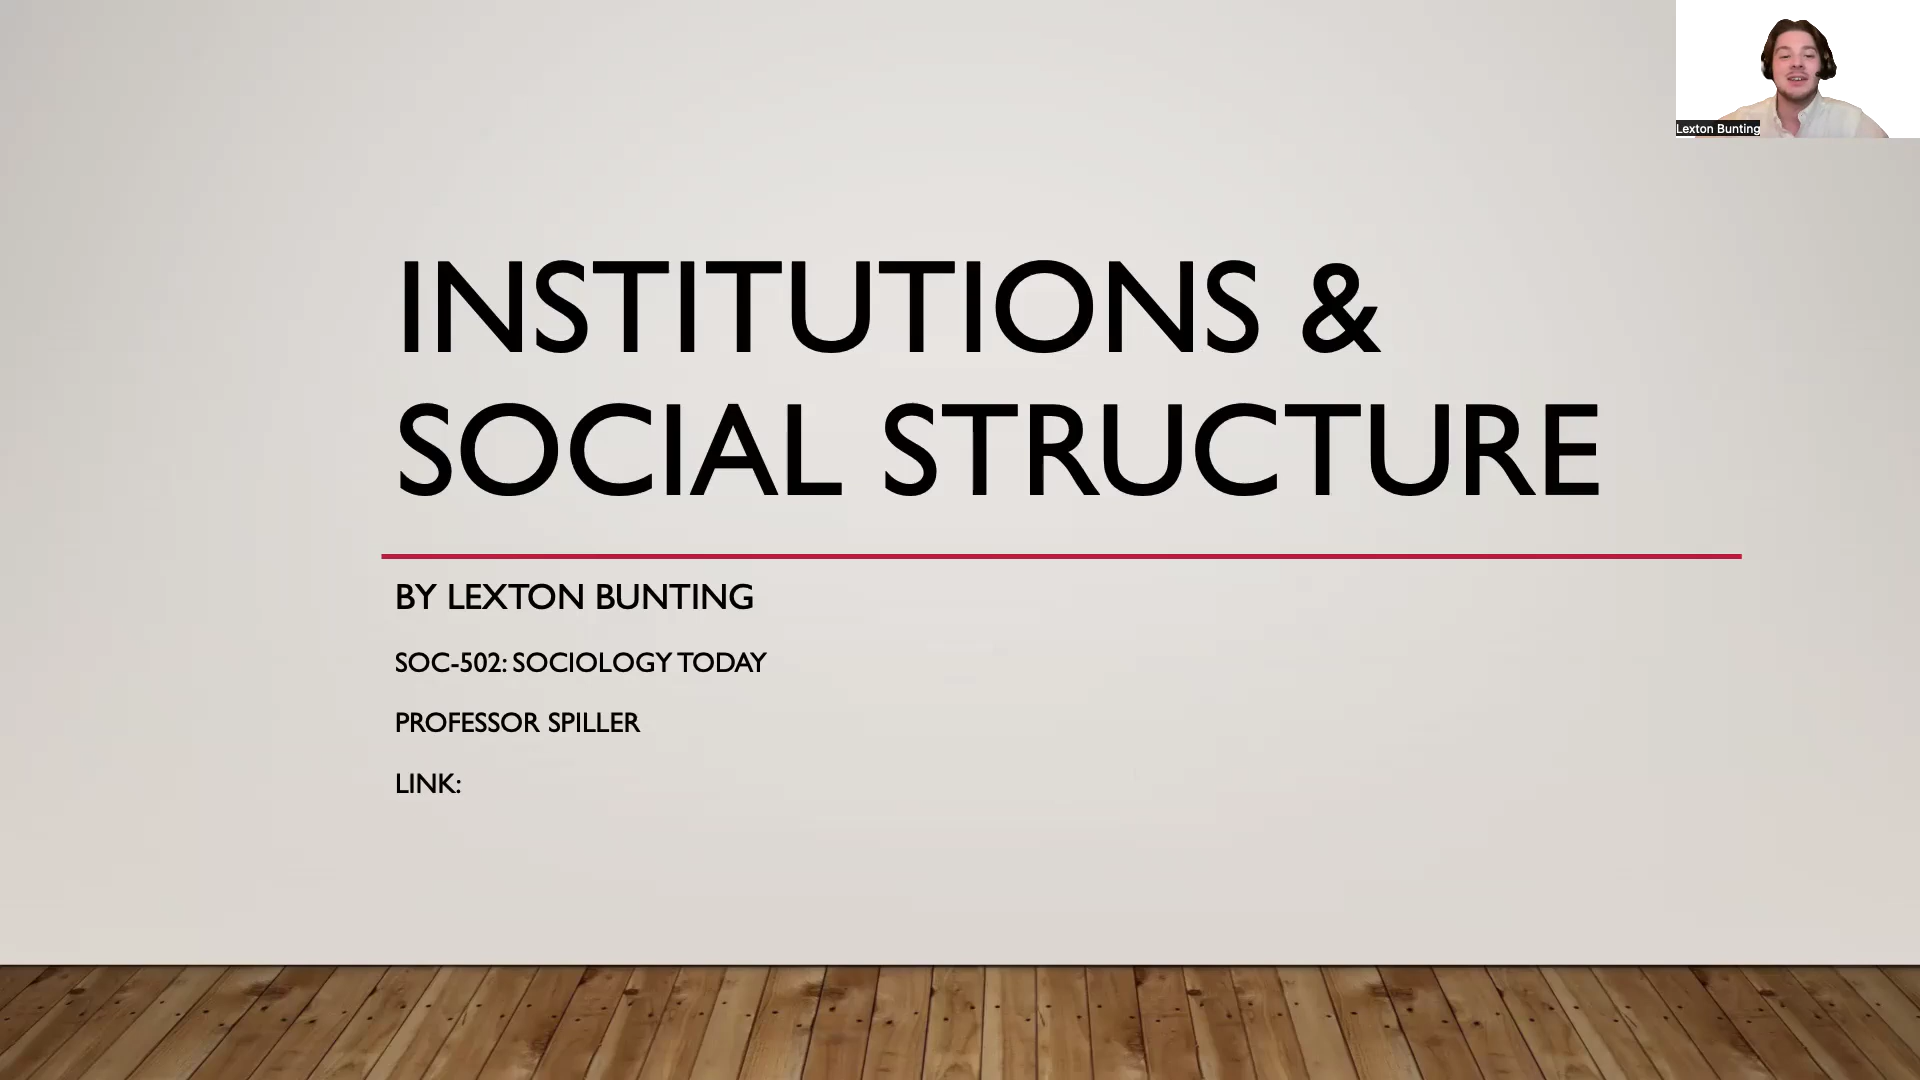 Lexton Bunting
INSTITUTIONS &
SOCIAL STRUCTURE
BY LEXTON BUNTING
SOC-502: SOCIOLOGY TODAY
PROFESSOR SPILLER
LINK: